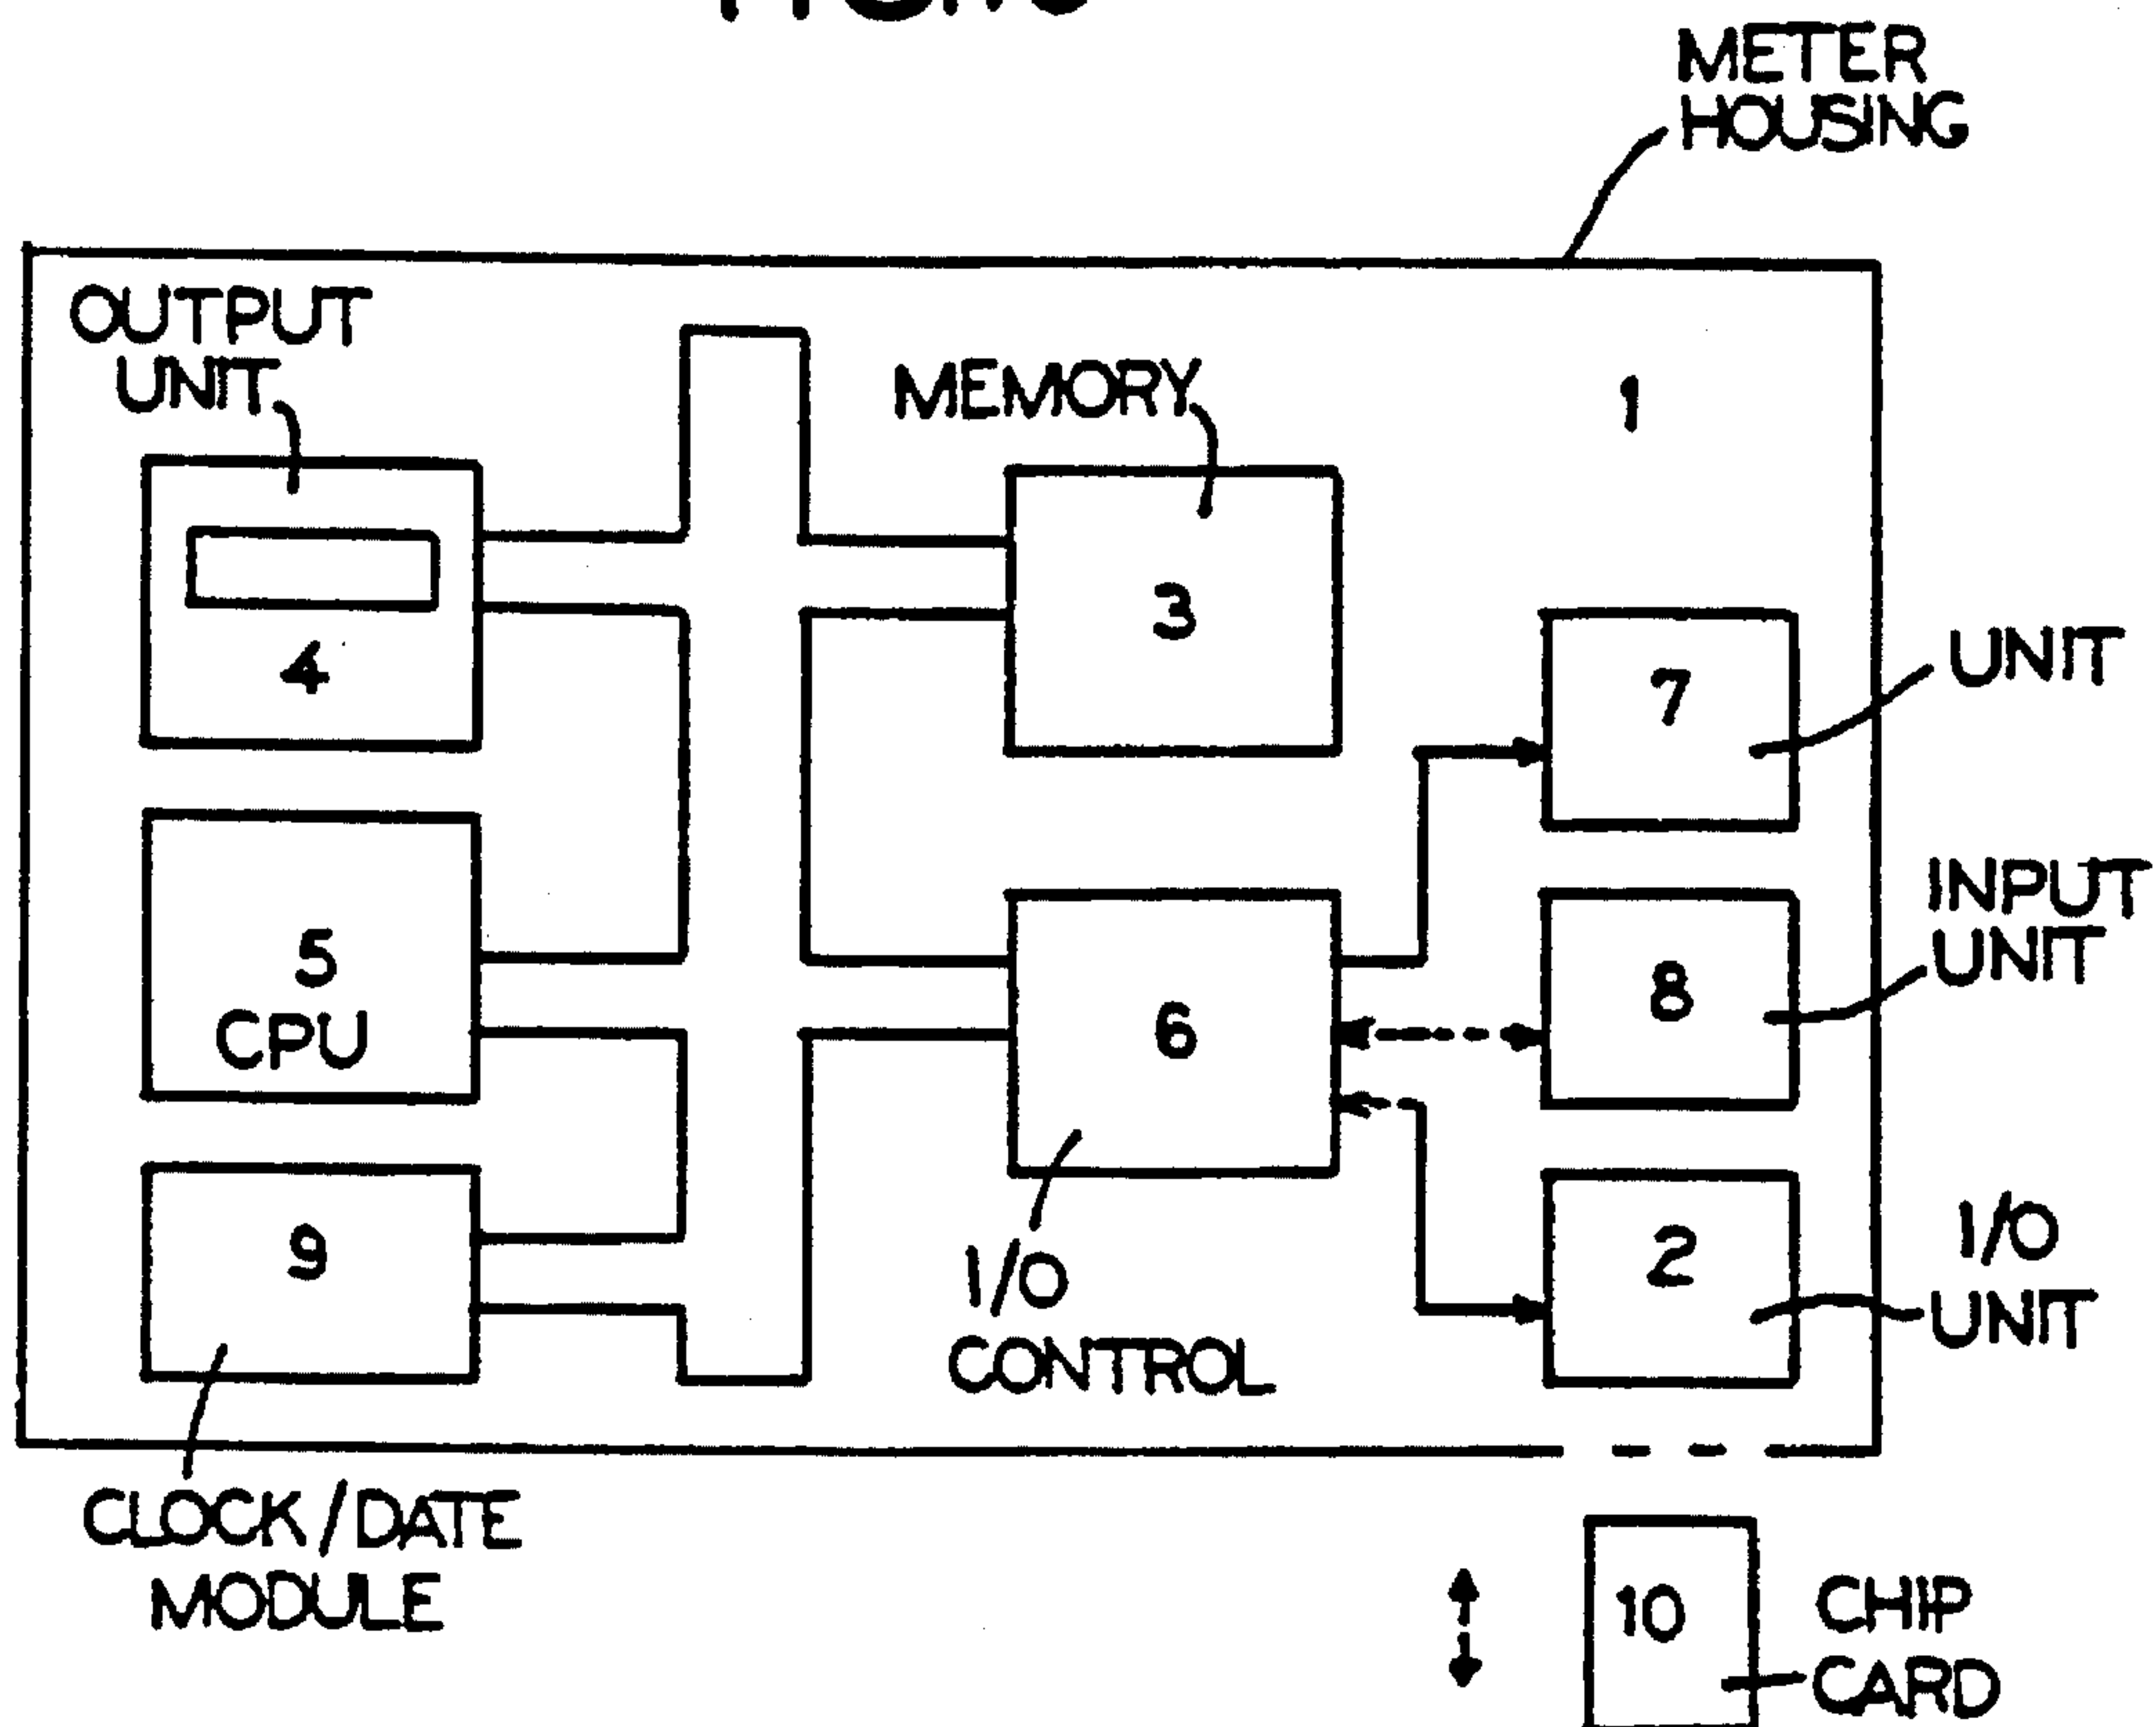 METER
HOUSING
OUTPUT
UNIT
MEMORY
1
3
4
7
UNIT
INPUT
UNIT
5
CPU
6
8
9
2
I/O
UNIT
I/O
CONTROL
CLOCK/DATE
MODULE
10
CHIP
CARD